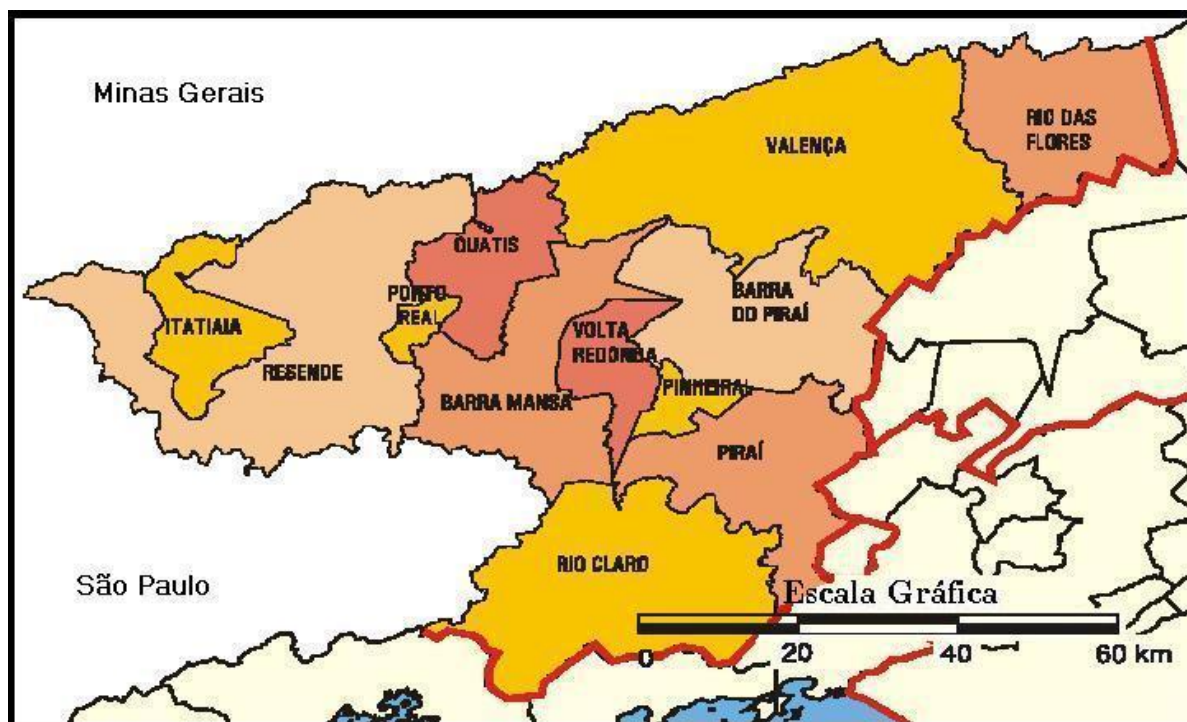 Minas Gerais
VALENÇA
RIO DAS
FLORES
QUATIS
PORTO
REAL
ITATIAIA
RESENDE
BARRA MANSA
VOLTA
REDONDA
BARRA
DO PIRAÍ
PINHEIRAL
PIRAÍ
RIO CLARO
São Paulo
Escala Gráfica
0 20 40 60 km